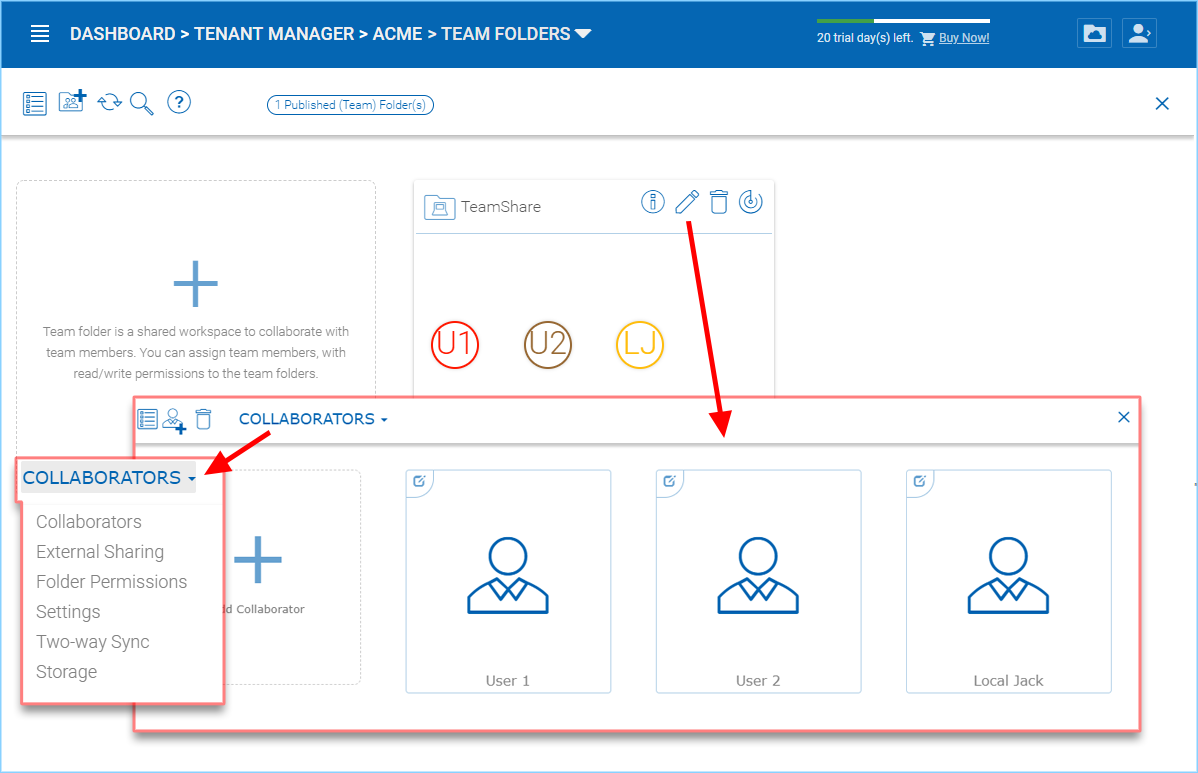 DASHBOARD > TENANT MANAGER > ACME > TEAM FOLDERS
20 trial day(s) left. Buy Now!
?
1 Published (Team) Folder(s)
TeamShare
Team folder is a shared workspace to collaborate with
team members. You can assign team members, with
read/write permissions to the team folders.
U1
U2
LJ
COLLABORATORS
COLLABORATORS
Collaborators
External Sharing
Folder Permissions
Settings
Two-way Sync
Storage
dd Collaborator
User 1
User 2
Local Jack